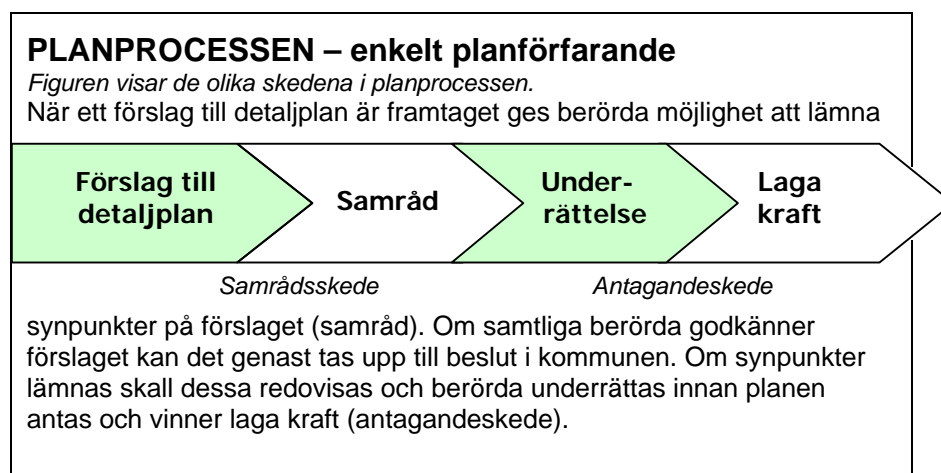 PLANPROCESSEN – enkelt planförfarande
Figuren visar de olika skedena i planprocessen.
När ett förslag till detaljplan är framtaget ges berörda möjlighet att lämna
Förslag till
detaljplan
Samråd
Under-
rättelse
Laga
kraft
Samrådsskede
Antagandeskede
synpunkter på förslaget (samråd). Om samtliga berörda godkänner
förslaget kan det genast tas upp till beslut i kommunen. Om synpunkter
lämnas skall dessa redovisas och berörda underrättas innan planen
antas och vinner laga kraft (antagandeskede).